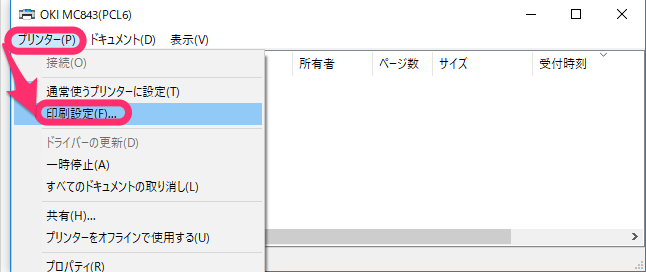 OKI MC843(PCL6)
プリンター(P) ドキュメント(D) 表示(V)
接続(O)
通常使うプリンターに設定(T)
印刷設定(F)...
ドライバーの更新(D)
一時停止(A)
すべてのドキュメントの取り消し(L)
共有(H)...
プリンターをオフラインで使用する(U)
プロパティ(R)
所有者 ページ数 サイズ 受付時刻